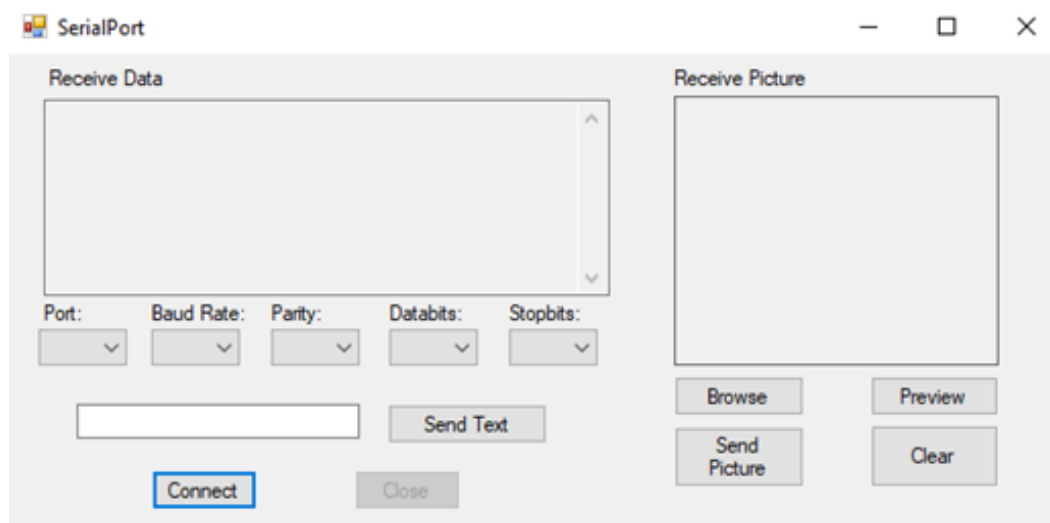 SerialPort
Receive Data
Receive Picture
Port:
Baud Rate:
Parity:
Databits:
Stopbits:
Send Text
Connect
Close
Browse
Preview
Send
Picture
Clear